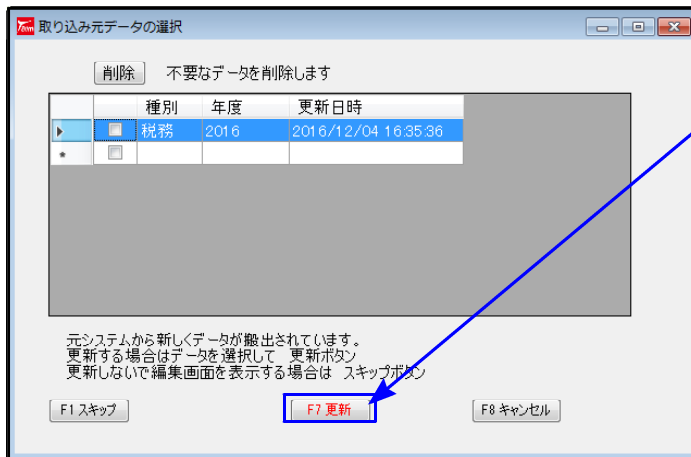 Team 取り込み元データの選択
削除 不要なデータを削除します
種別 年度 更新日時
税務 2016 2016/12/04 16:35:36
元システムから新しくデータが搬出されています。
更新する場合はデータを選択して 更新ボタン
更新しないで編集画面を表示する場合は スキップボタン
F1 スキップ F7 更新 F8 キャンセル